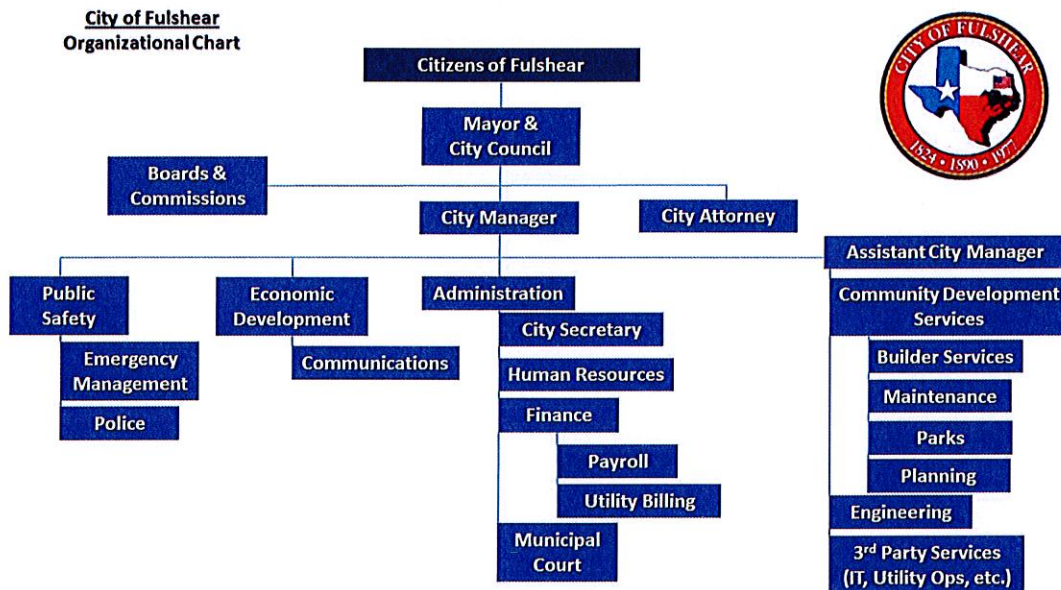 City of Fulshear
Organizational Chart
CITY OF FULSHEAR
1824 • 1890 • 1977
Citizens of Fulshear
Mayor &
City Council
Boards &
Commissions
City Manager
City Attorney
Assistant City Manager
Public
Safety
Emergency
Management
Police
Economic
Development
Communications
Administration
City Secretary
Human Resources
Finance
Payroll
Utility Billing
Municipal
Court
Community Development
Services
Builder Services
Maintenance
Parks
Planning
Engineering
3rd Party Services
(IT, Utility Ops, etc.)